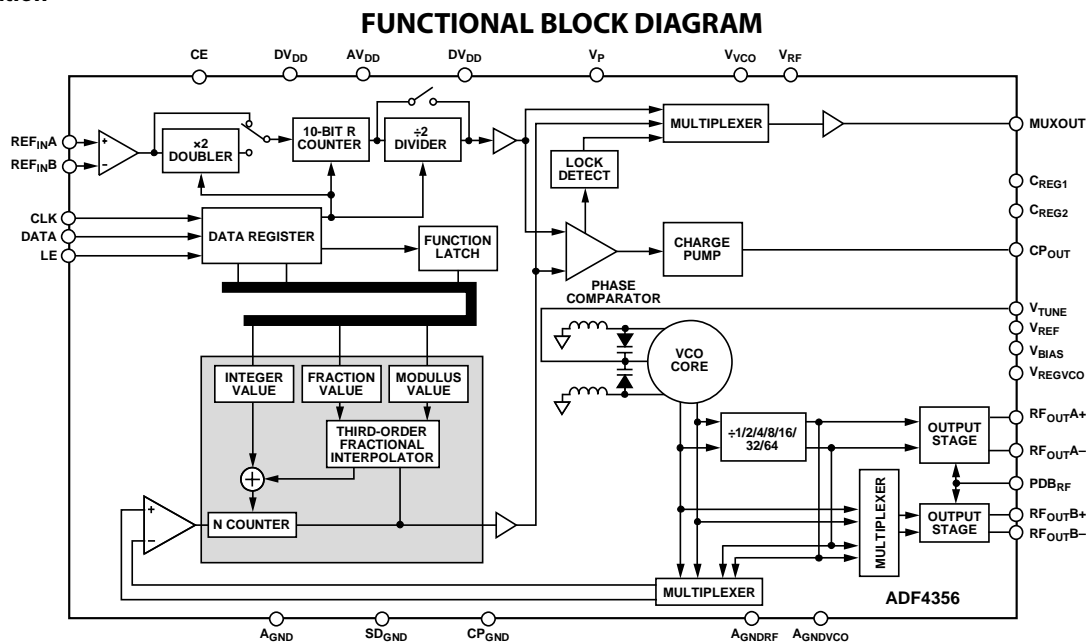 FUNCTIONAL BLOCK DIAGRAM
CE
DVDD
AVDD
DVDD
VP
VVCO
VRF
REFINA
REFINB
+
–
×2
DOUBLER
10-BIT R
COUNTER
÷2
DIVIDER
MULTIPLEXER
MUXOUT
LOCK
DETECT
CREG1
CREG2
CLK
DATA
LE
DATA REGISTER
FUNCTION
LATCH
CHARGE
PUMP
CPOUT
PHASE
COMPARATOR
VTUNE
VREF
VBIAS
VREGVCO
VCO
CORE
INTEGER
VALUE
FRACTION
VALUE
MODULUS
VALUE
THIRD-ORDER
FRACTIONAL
INTERPOLATOR
+
N COUNTER
+
–
÷1/2/4/8/16/
32/64
OUTPUT
STAGE
RFOUTA+
RFOUTA–
PDBRF
MULTIPLEXER
OUTPUT
STAGE
RFOUTB+
RFOUTB–
MULTIPLEXER
ADF4356
AGND
SDGND
CPGND
AGNDRF
AGNDVCO